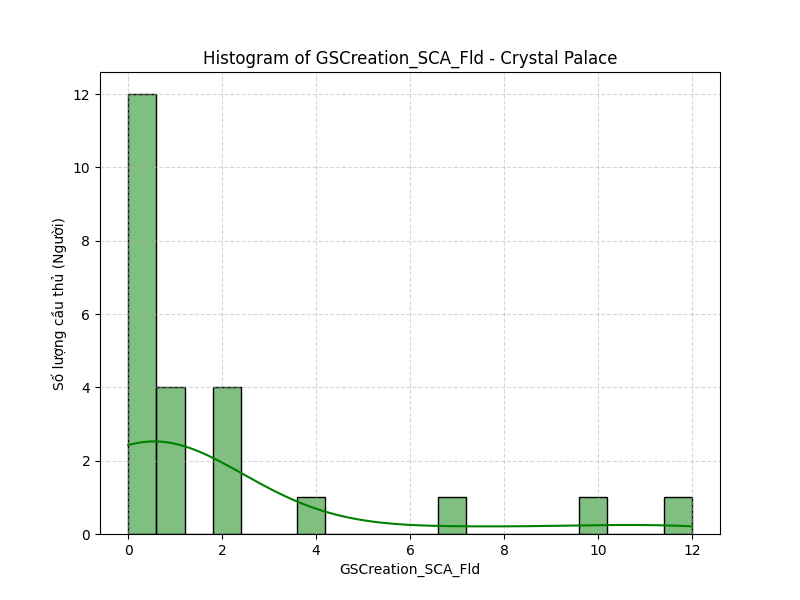 Histogram of GSCreation_SCA_Fld - Crystal Palace
Số lượng cầu thủ (Người)
12
10
8
6
4
2
0
0 2 4 6 8 10 12
GSCreation_SCA_Fld